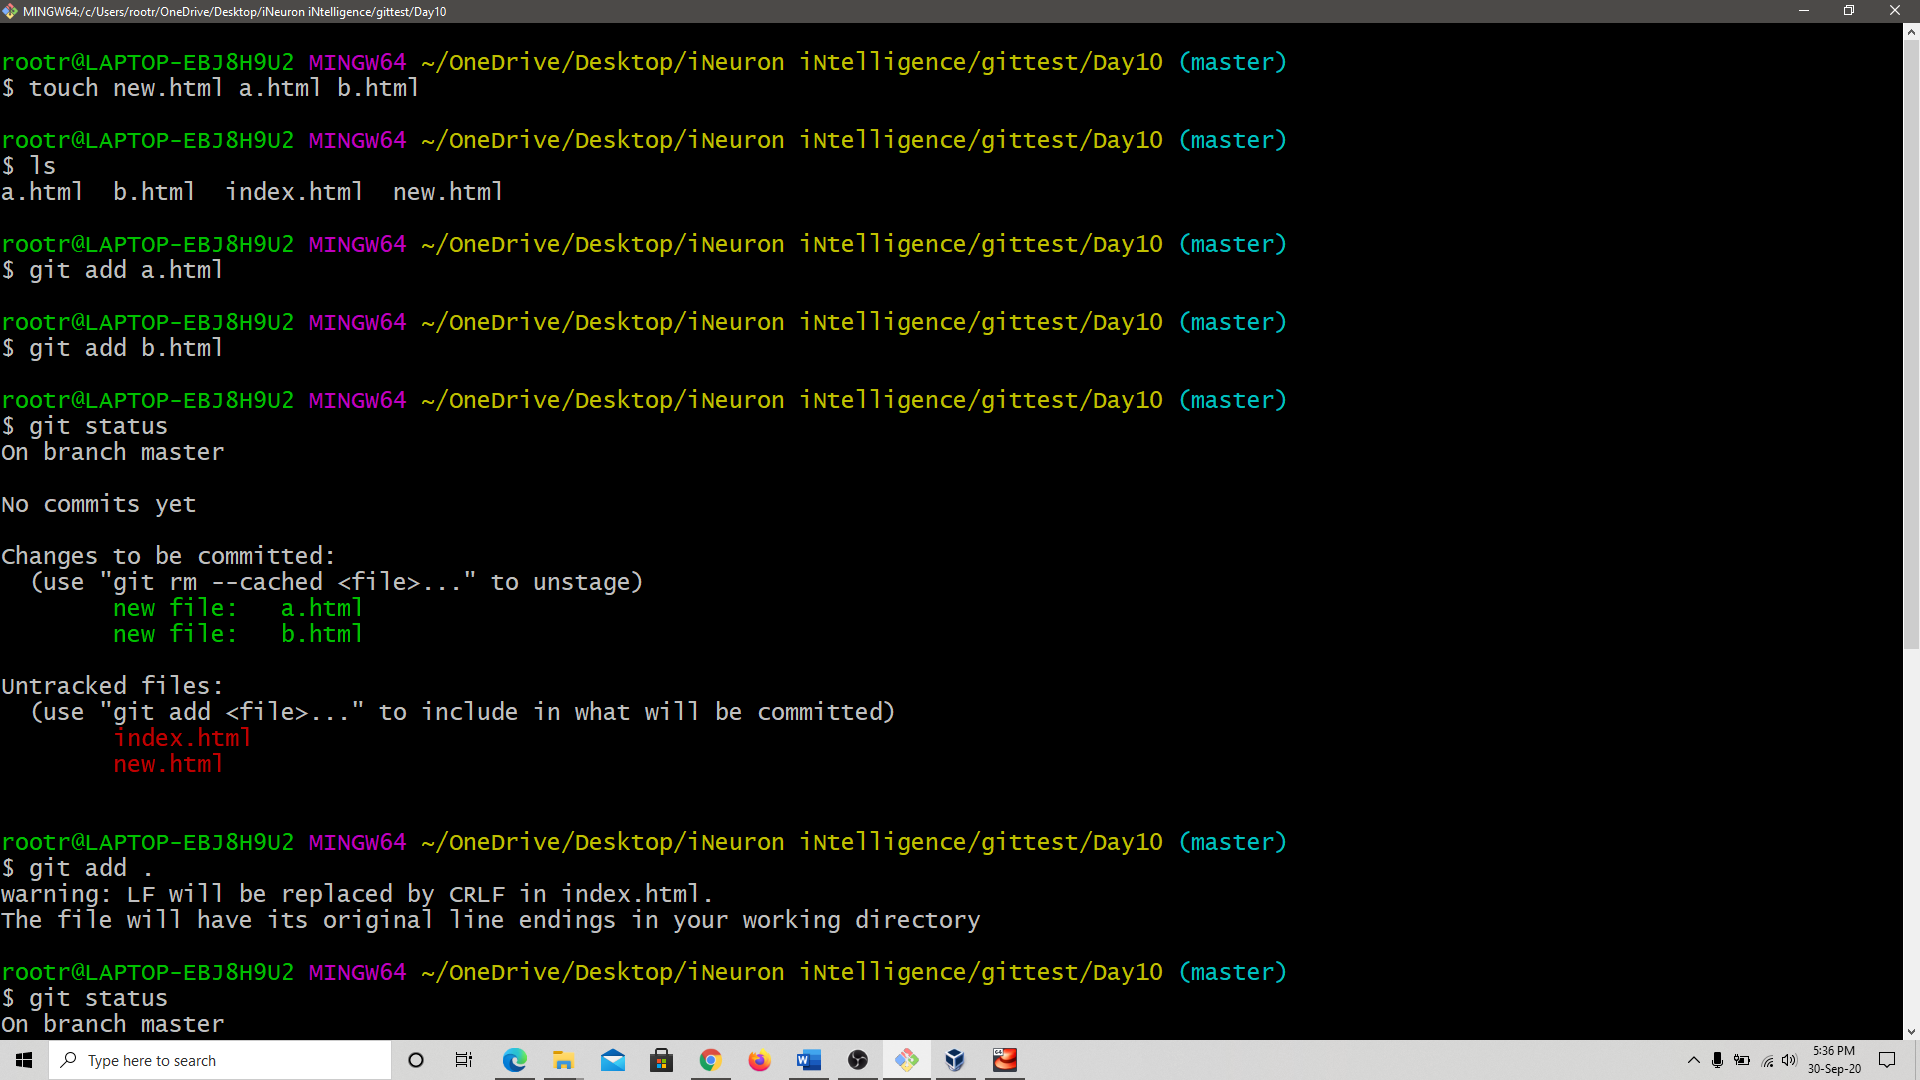 MINGW64:/c/Users/rootr/OneDrive/Desktop/iNeuron iNtelligence/gittest/Day10
rootr@LAPTOP-EBJ8H9U2 MINGW64 ~/OneDrive/Desktop/iNeuron iNtelligence/gittest/Day10 (master)
$ touch new.html a.html b.html
rootr@LAPTOP-EBJ8H9U2 MINGW64 ~/OneDrive/Desktop/iNeuron iNtelligence/gittest/Day10 (master)
$ ls
a.html  b.html  index.html  new.html
rootr@LAPTOP-EBJ8H9U2 MINGW64 ~/OneDrive/Desktop/iNeuron iNtelligence/gittest/Day10 (master)
$ git add a.html
rootr@LAPTOP-EBJ8H9U2 MINGW64 ~/OneDrive/Desktop/iNeuron iNtelligence/gittest/Day10 (master)
$ git add b.html
rootr@LAPTOP-EBJ8H9U2 MINGW64 ~/OneDrive/Desktop/iNeuron iNtelligence/gittest/Day10 (master)
$ git status
On branch master
No commits yet
Changes to be committed:
  (use "git rm --cached <file>..." to unstage)
        new file:   a.html
        new file:   b.html
Untracked files:
  (use "git add <file>..." to include in what will be committed)
        index.html
        new.html
rootr@LAPTOP-EBJ8H9U2 MINGW64 ~/OneDrive/Desktop/iNeuron iNtelligence/gittest/Day10 (master)
$ git add .
warning: LF will be replaced by CRLF in index.html.
The file will have its original line endings in your working directory
rootr@LAPTOP-EBJ8H9U2 MINGW64 ~/OneDrive/Desktop/iNeuron iNtelligence/gittest/Day10 (master)
$ git status
On branch master
Type here to search
5:36 PM
30-Sep-20